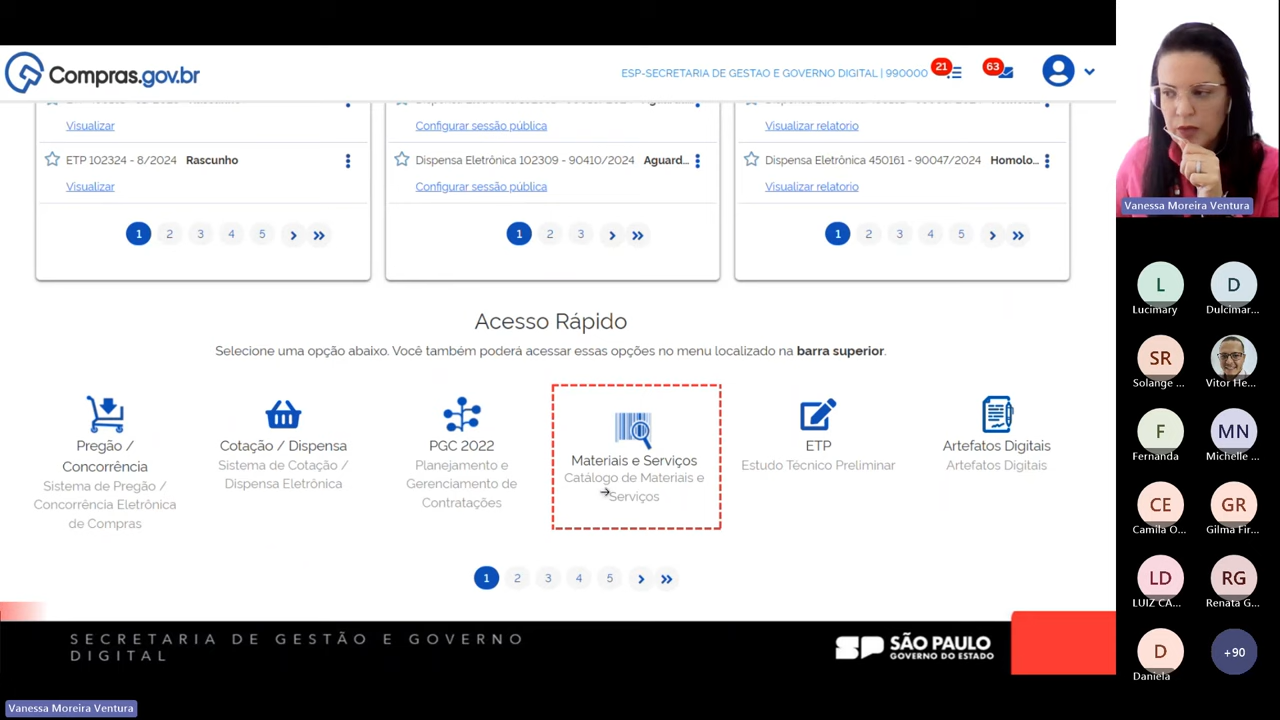 Compras.gov.br
ESP-SECRETARIA DE GESTAO E GOVERNO DIGITAL | 990000
21
63
Visualizar
Configurar sessão pública
Visualizar relatorio
ETP 102324 - 8/2024 Rascunho
Dispensa Eletrônica 102309 - 90410/2024 Aguard...
Dispensa Eletrônica 450161 - 90047/2024 Homolo...
Visualizar
Configurar sessão pública
Visualizar relatorio
1 2 3 4 5 › »
1 2 3 › »
1 2 3 4 5 › »
Acesso Rápido
Selecione uma opção abaixo. Você também poderá acessar essas opções no menu localizado na barra superior.
Pregão /
Concorrência
Sistema de Pregão /
Concorrência Eletrônica
de Compras
Cotação / Dispensa
Sistema de Cotação /
Dispensa Eletrônica
PGC 2022
Planejamento e
Gerenciamento de
Contratações
Materiais e Serviços
Catálogo de Materiais e
Serviços
ETP
Estudo Técnico Preliminar
Artefatos Digitais
Artefatos Digitais
1 2 3 4 5 › »
SECRETARIA DE GESTÃO E GOVERNO
DIGITAL
SP SÃO PAULO
GOVERNO DO ESTADO
Vanessa Moreira Ventura
Vanessa Moreira Ventura
L
Lucimary
D
Dulcimar...
SR
Solange ...
Vitor He...
F
Fernanda
MN
Michelle ...
CE
Camila O...
GR
Gilma Fir...
LD
LUIZ CA...
RG
Renata G...
D
Daniela
+90